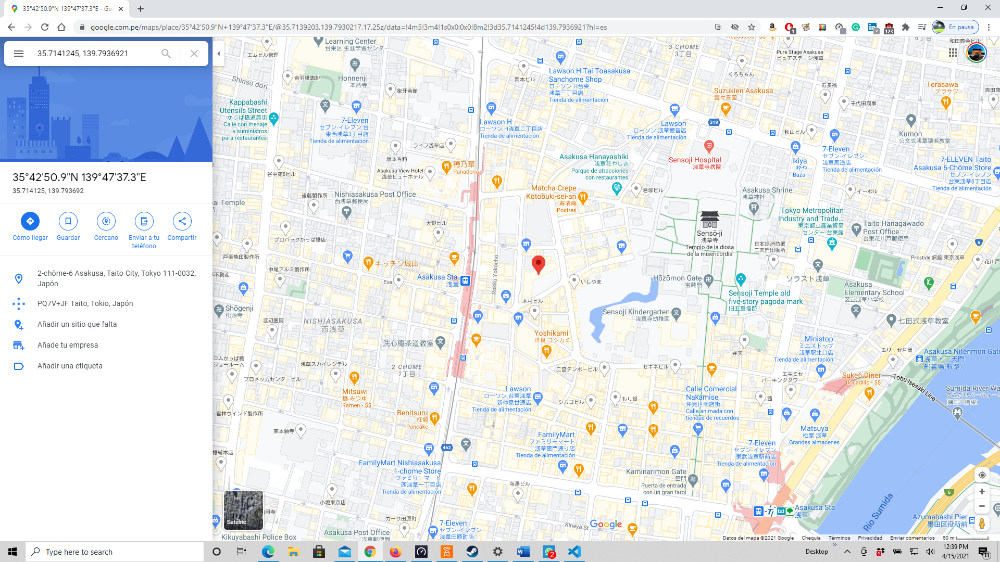 35°42'50.9"N 139°47'37.3"E - Goo
google.com.pe/maps/place/35°42'50.9"N+139°47'37.3"E/@35.7139203,139.7930217,17.25z/data=!4m5!3m4!1s0x0:0x0!8m2!3d35.7141245!4d139.7936921?hl=es
1
?
123
En pausa
35.7141245, 139.7936921
35°42'50.9"N 139°47'37.3"E
35.714125, 139.793692
Cómo llegar
Guardar
Cercano
Enviar a tu
teléfono
Compartir
2-chōme-6 Asakusa, Taito City, Tokyo 111-0032,
Japón
PQ7V+JF Taitō, Tokio, Japón
Añadir un sitio que falta
Añade tu empresa
Añadir una etiqueta
Satélite
Learning Center
台東区 生涯学習センター
エムビル管理
Shinso dori
合羽橋珈琲
Honnenji
本然寺
象牙会館
岡本ビル
Lawson H Tai Toasakusa
Sanchome Shop
ローソン H台東
浅草三丁目店
Tienda de alimentación
3 CHOME
3丁目
Pure Stage Asakusa
ピュアステージ浅草
和田商会ビル
くろちゃん
お多福
Terasawa
テラサワ
千代田商事
Suzukien Asakusa
壽々喜園
Kappabashi
Utensils Street
かっぱ橋道具街
Calle con menaje
y suministros
para restaurantes
7-Eleven
セブン-イレブン 台
東西浅草3丁目店
Tienda de alimentación
Lawson H
ローソン H浅草二丁目店
Tienda de alimentación
Lawson
ローソン 浅草観音店
Tienda de alimentación
319
秋山ビル
Kumon
公文式浅草猿若教室
ライフ浅草店
坂本香料
谷中第6ビル
Asakusa View Hotel
浅草ビューホテル
穂乃華
Panadería
Asakusa Hanayashiki
浅草花やしき
Parque de atracciones
con restaurantes
Sensoji Hospital
浅草寺病院
Ikiya
粋や
Bazar
7-Eleven
セブン-イレブン
浅草馬道店
Tienda de alimentación
7-ELEVEN Taitō
Asakusa 6-Chōme Store
セブン-イレブン
台東浅草6丁目店
Tienda de alimentación
Matcha Crepe
Kotobuki-sei-an
寿清庵
Postres
君塚ビル
Asakusa Shrine
浅草神社
イーボル
後藤製作所
Nishiasakusa Post Office
西浅草郵便局
Sensō-ji
浅草寺
Templo de la diosa
de la misericordia
Tokyo Metropolitan
Industry and Trade...
東京都立産業貿易
センター 台東館
Taito Hanagawado
Post Office
台東花川戸郵便局
大野ビル
プロパックかっぱ橋店
戸張焼印製作所
キッチン城山
中尾アルミ製作所
Eve
Asakusa Sta.
浅草
Rokku Yokocho
いしやま
木村ビル
日本堤消防署
二天門出張所
Prostyle 旅館 東京浅草
6
Hōzōmon Gate
宝蔵門
ソラスト浅草
Sensoji Temple old
five-story pagoda mark
旧五重塔跡
Asakusa
Elementary School
区立浅草小学校
七田式浅草教室
Sensoji Kindergarten
浅草寺幼稚園
Shōgenji
松源寺
渡辺医院
NISHIASAKUSA
西浅草
洗心庵茶道教室
Yoshikami
洋食 ヨシカミ
弁天
Ministop
ミニストップ
浅草駅北口店
Tienda de alimentación
エリーゼ片岡
Asakusa Nitenmon Gate
浅草・二天門
船着場(航路)
浅草スカイレジテル
プロメッカセンタービル
2 CHOME
2丁目
二宮デンボービル
セキネビル
エキミセ
パーキングタワー
Suke6 Diner
Bocadillo • $$
Tobu Isesaki Line
Mitsuwi
麺 みつヰ
Ramen • $$
Lawson
ローソン 台東浅草
新仲見世通店
Tienda de alimentación
シカゴビル
もり銀
Calle Comercial
Nakamise
仲見世商店街
Calle animada con
tiendas de recuerdos
茜
Matsuya
松屋 浅草
Grandes almacenes
宮林ウインド製作所
Benitsuru
紅鶴
Pancake
東本願寺
FamilyMart
ファミリーマート
浅草雷門通り店
Tienda de alimentación
7-Eleven
セブン-イレブン
東武浅草駅前店
Tienda de alimentación
462
FamilyMart Nishiasakusa
1-chome Store
ファミリーマート
西浅草一丁目店
Tienda de alimentación
寺澤ビル
Kaminarimon Gate
雷門
Puerta de entrada
con un gran farol
小堀東京店
カーサ田原町
7-Eleven
セブン-イレブン
浅草田原町店
Asakusa Post Office
浅草郵便局
Kikuyabashi Police Box
Kineya St
Google
Asakusa Sta.
浅草
Río Sumida
6
Azumabashi Pier
墨田区役所前
Datos del mapa ©2021 Google
Chequia
Términos
Privacidad
Enviar comentarios
50 m
Type here to search
2
Desktop
12:39 PM
4/15/2021
11